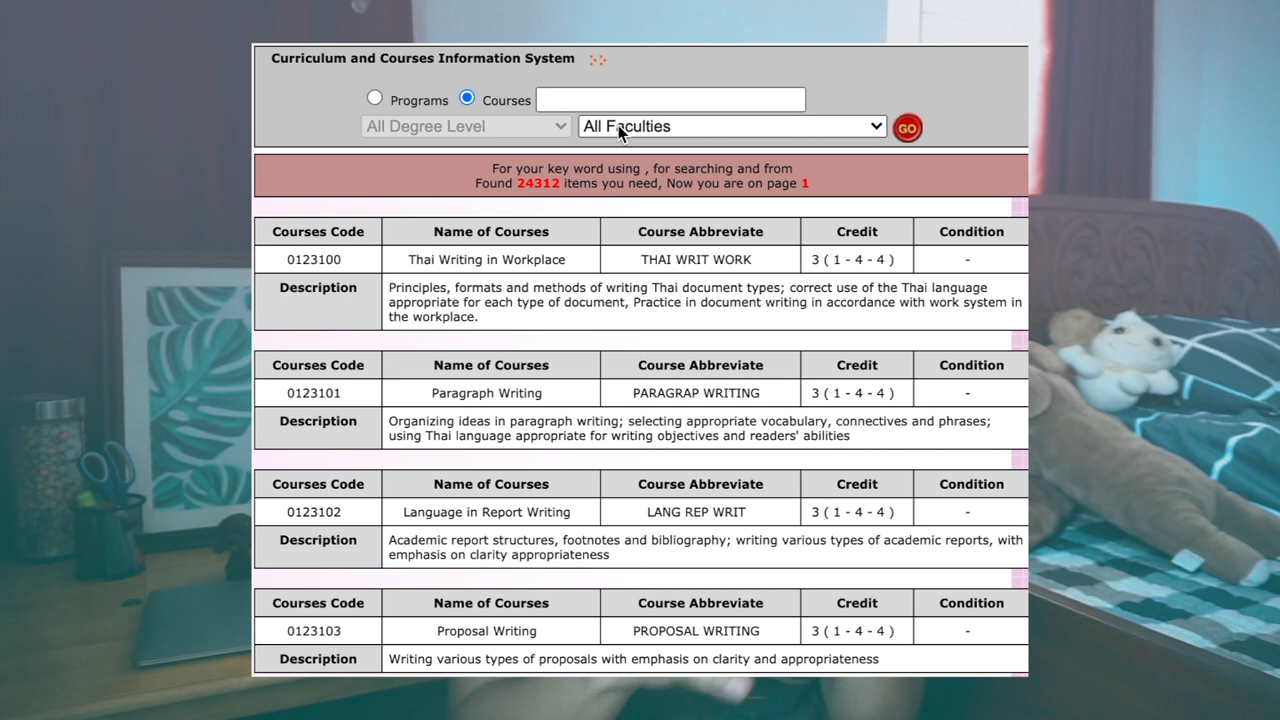 Curriculum and Courses Information System
Programs Courses
All Degree Level All Faculties GO
For your key word using , for searching and from
Found 24312 items you need, Now you are on page 1
Courses Code Name of Courses Course Abbreviate Credit Condition
0123100 Thai Writing in Workplace THAI WRIT WORK 3 ( 1 - 4 - 4 ) -
Description Principles, formats and methods of writing Thai document types; correct use of the Thai language
appropriate for each type of document, Practice in document writing in accordance with work system in
the workplace.
Courses Code Name of Courses Course Abbreviate Credit Condition
0123101 Paragraph Writing PARAGRAP WRITING 3 ( 1 - 4 - 4 ) -
Description Organizing ideas in paragraph writing; selecting appropriate vocabulary, connectives and phrases;
using Thai language appropriate for writing objectives and readers' abilities
Courses Code Name of Courses Course Abbreviate Credit Condition
0123102 Language in Report Writing LANG REP WRIT 3 ( 1 - 4 - 4 ) -
Description Academic report structures, footnotes and bibliography; writing various types of academic reports, with
emphasis on clarity appropriateness
Courses Code Name of Courses Course Abbreviate Credit Condition
0123103 Proposal Writing PROPOSAL WRITING 3 ( 1 - 4 - 4 ) -
Description Writing various types of proposals with emphasis on clarity and appropriateness